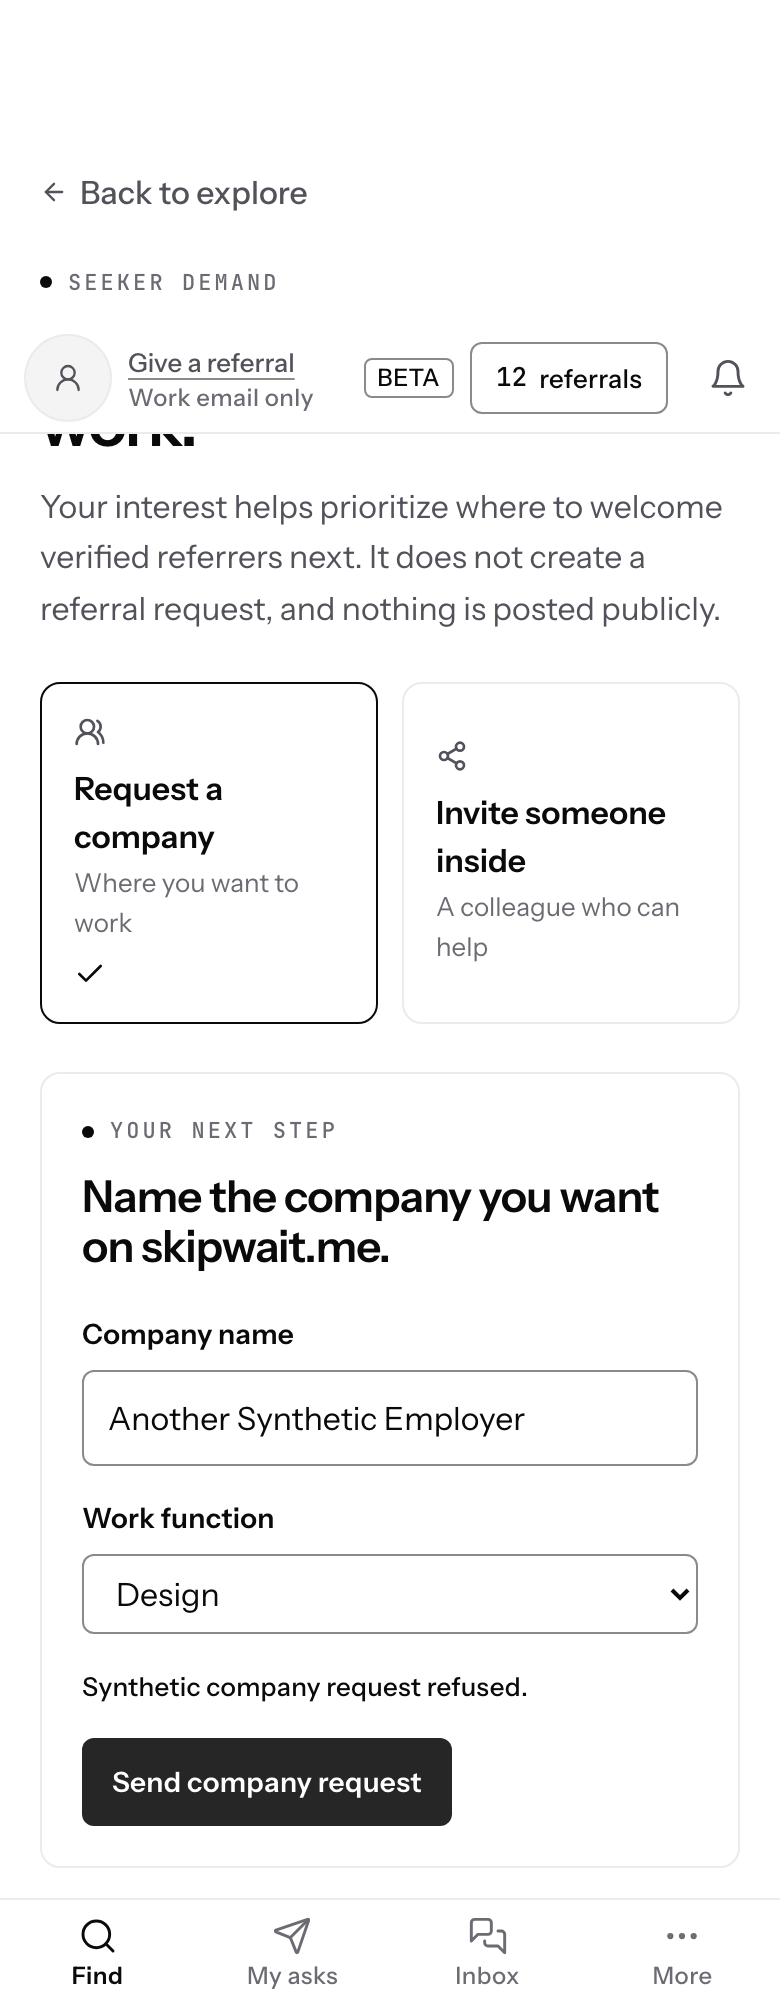 Back to explore
SEEKER DEMAND
Give a referral
Work email only
BETA
12 referrals
work.
Your interest helps prioritize where to welcome
verified referrers next. It does not create a
referral request, and nothing is posted publicly.
Request a
company
Where you want to
work
Invite someone
inside
A colleague who can
help
YOUR NEXT STEP
Name the company you want
on skipwait.me.
Company name
Another Synthetic Employer
Work function
Design
Synthetic company request refused.
Send company request
Find
My asks
Inbox
More